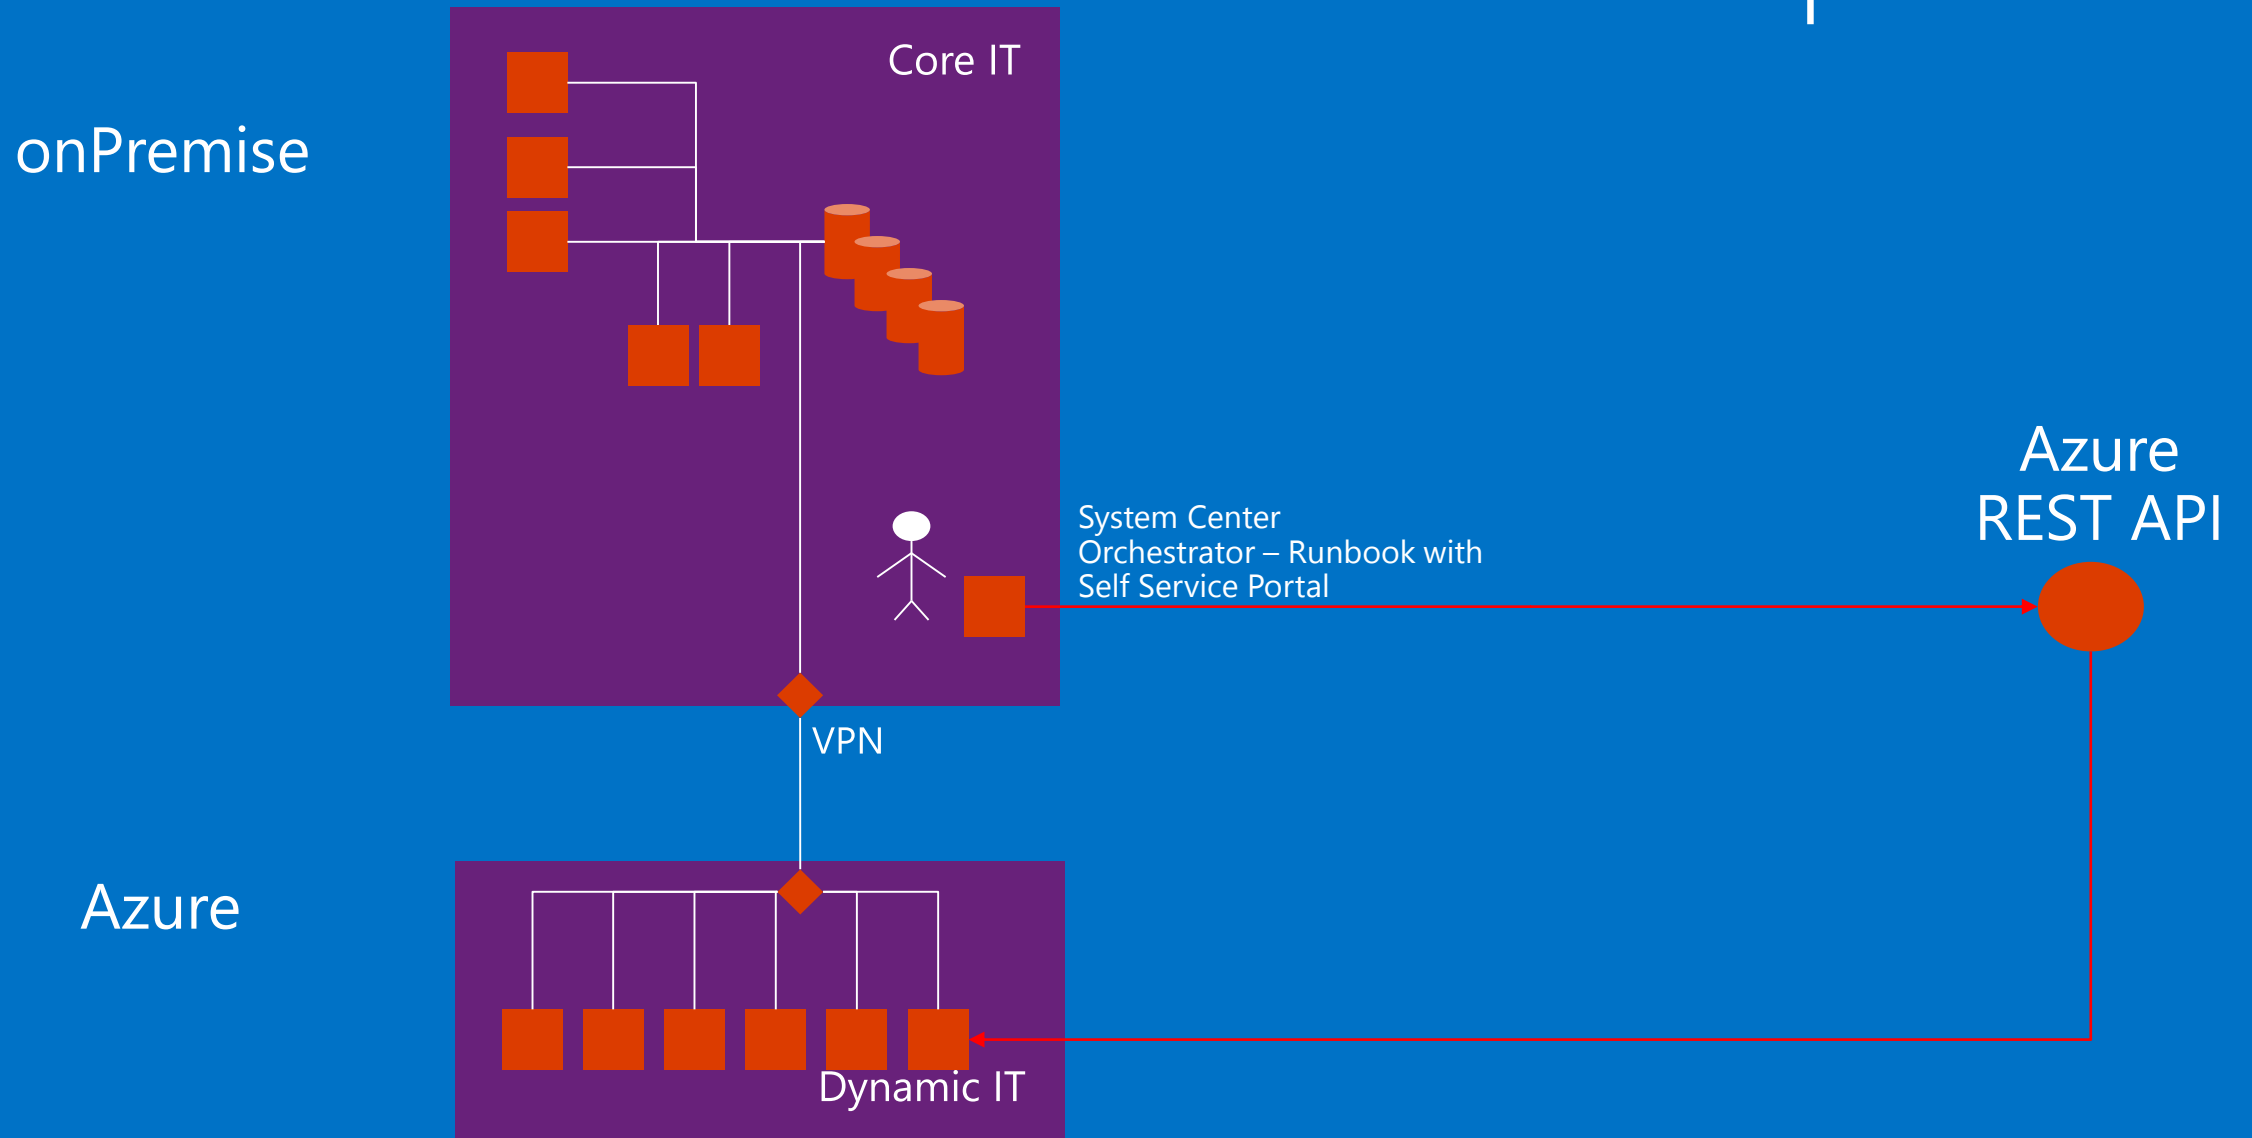 Core IT
onPremise
Azure
REST API
System Center
Orchestrator – Runbook with
Self Service Portal
VPN
Azure
Dynamic IT